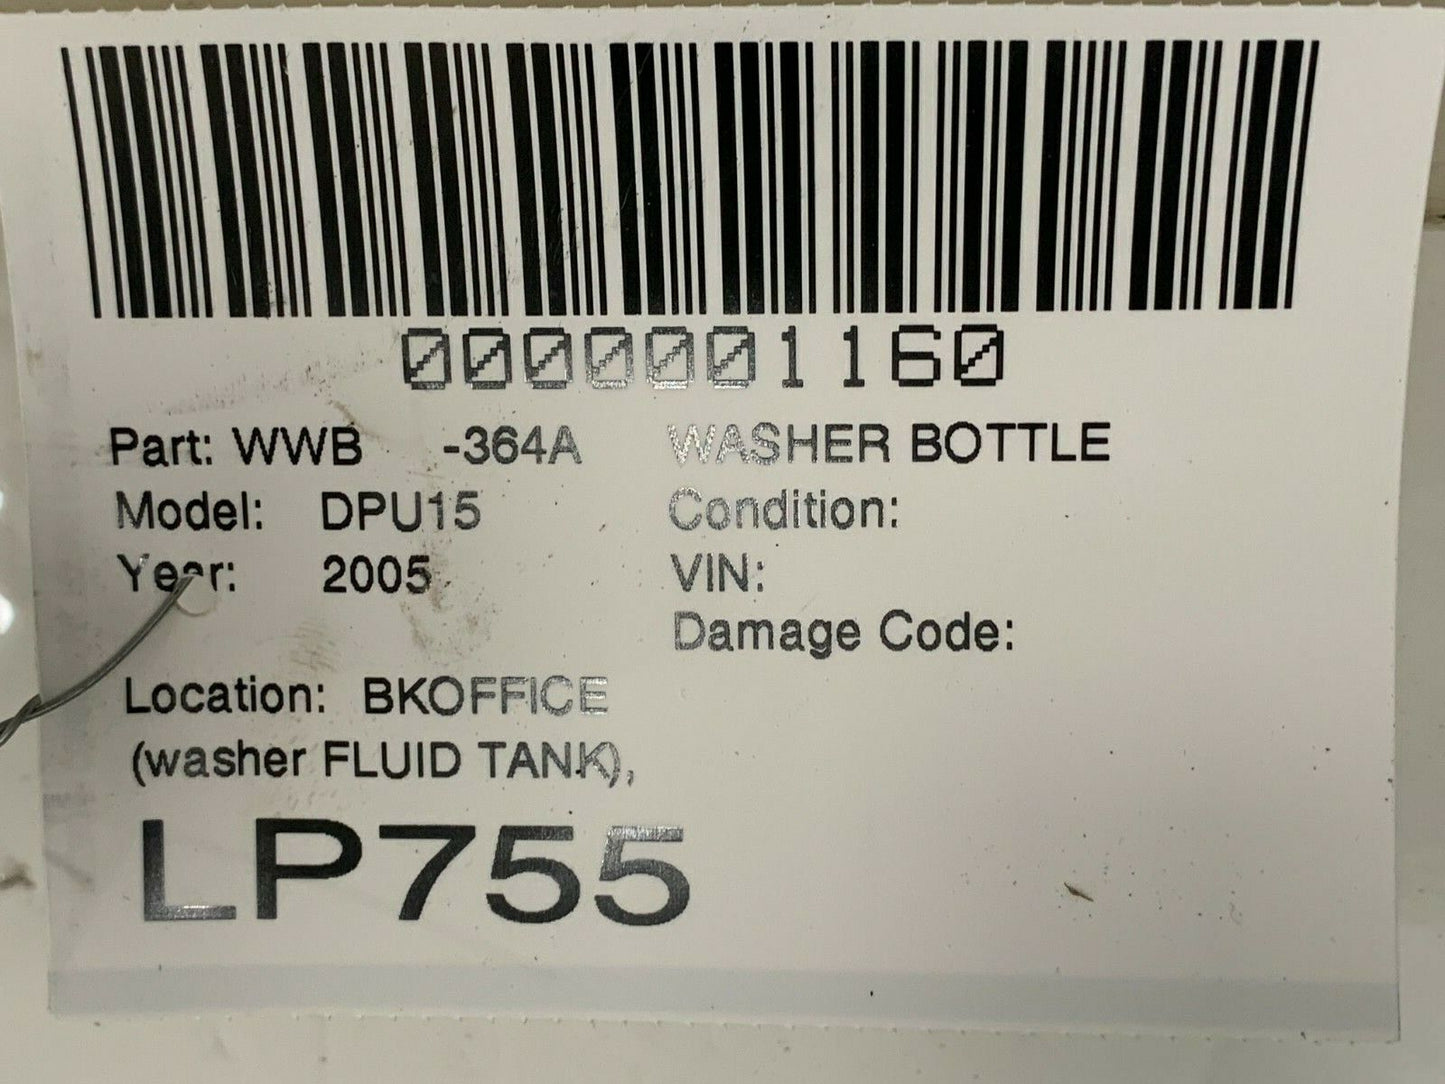 0000001160
Part: WWB -364A WASHER BOTTLE
Model: DPU15 Condition:
Year: 2005 VIN:
Damage Code:
Location: BKOFFICE
(washer FLUID TANK),
LP755